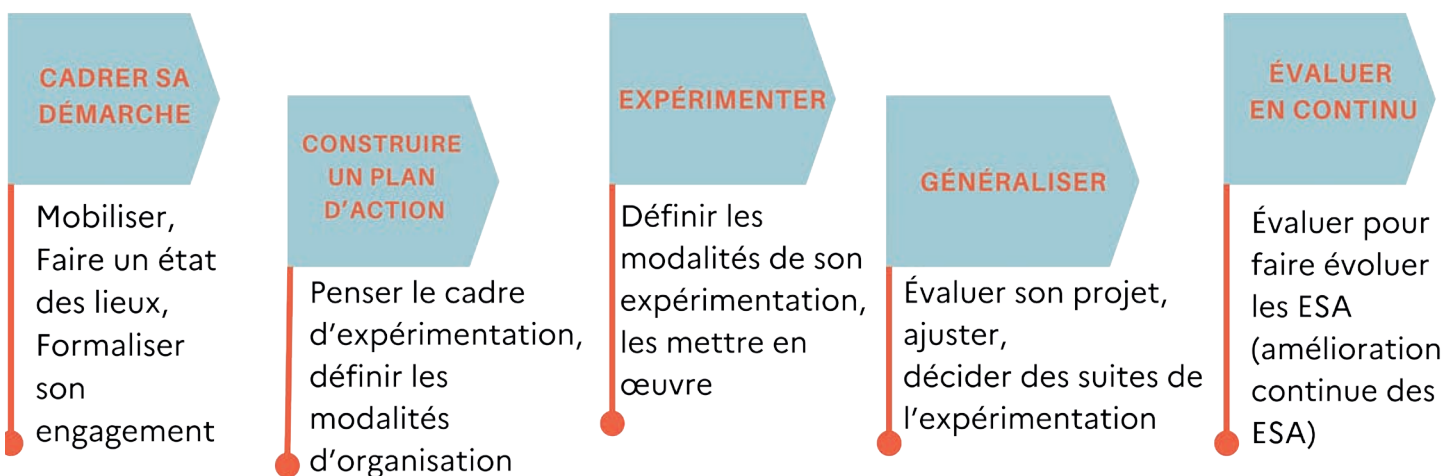 CADRER SA
DÉMARCHE
Mobiliser,
Faire un état
des lieux,
Formaliser
son
engagement
CONSTRUIRE
UN PLAN
D'ACTION
Penser le cadre
d'expérimentation,
définir les
modalités
d'organisation
EXPÉRIMENTER
Définir les
modalités de son
expérimentation,
les mettre en
œuvre
GÉNÉRALISER
Évaluer son projet,
ajuster,
décider des suites de
l'expérimentation
ÉVALUER
EN CONTINU
Évaluer pour
faire évoluer
les ESA
(amélioration
continue des
ESA)